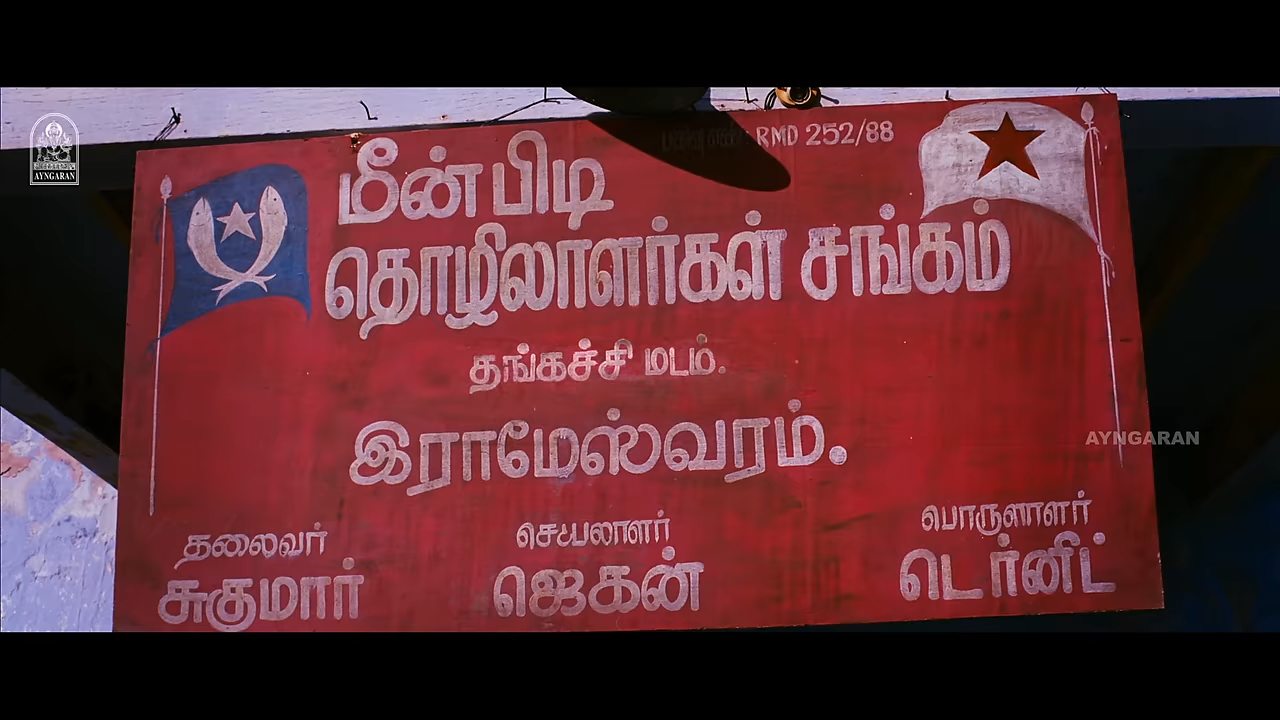 AYNGARAN
RMD 252/88
மீன்பிடி
தொழிலாளர்கள் சங்கம்
தங்கச்சி மடம்.
இராமேஸ்வரம்.
AYNGARAN
தலைவர் செயலாளர் பொருளாளர்
சுகுமார் ஜெகன் டெர்னிட்